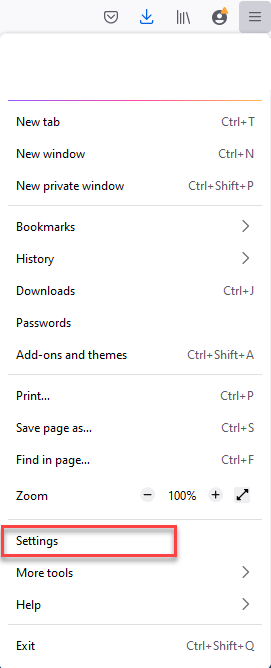 New tab Ctrl+T
New window Ctrl+N
New private window Ctrl+Shift+P
Bookmarks
History
Downloads Ctrl+J
Passwords
Add-ons and themes Ctrl+Shift+A
Print... Ctrl+P
Save page as... Ctrl+S
Find in page... Ctrl+F
Zoom − 100% +
Settings
More tools
Help
Exit Ctrl+Shift+Q